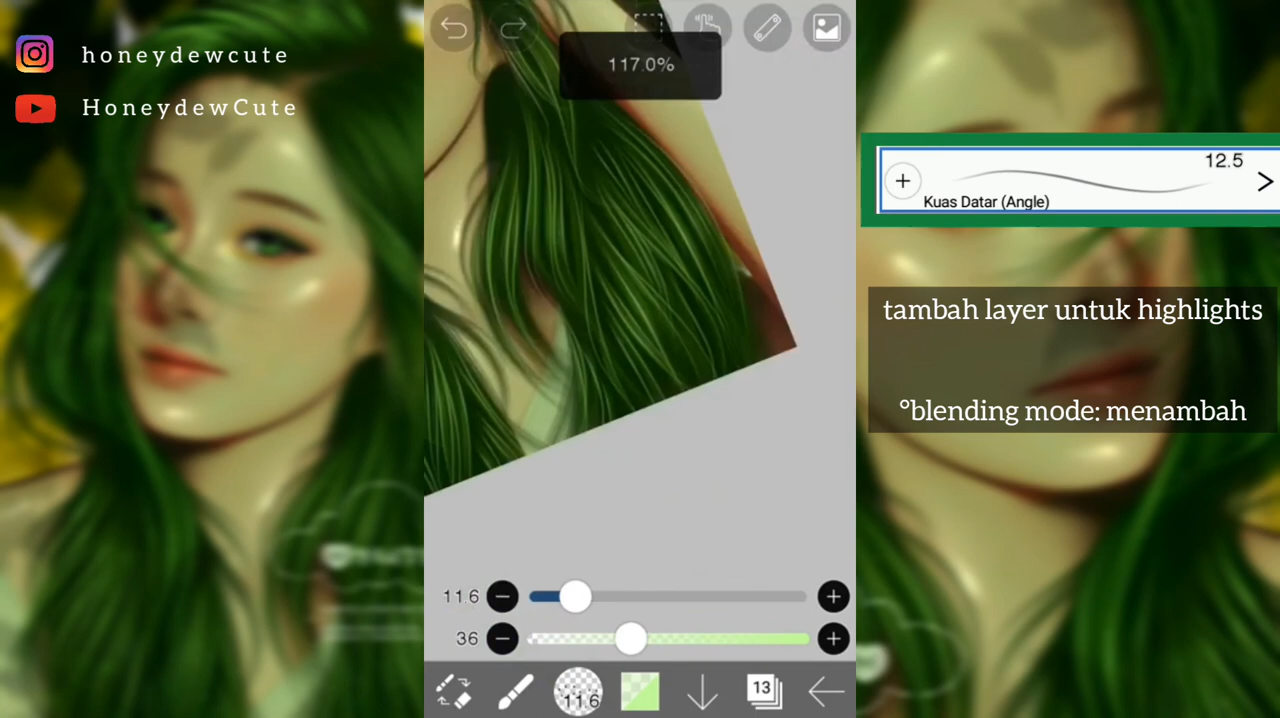 honeydewcute
HoneydewCute
117.0%
11.6
36
11.6
13
12.5
Kuas Datar (Angle)
tambah layer untuk highlights
°blending mode: menambah